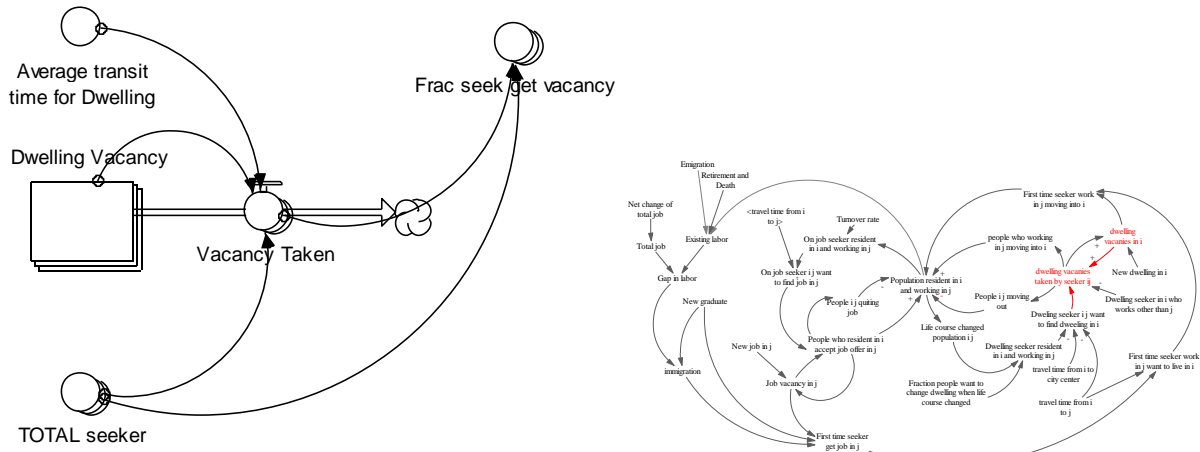 Average transit
time for Dwelling
Frac seek get vacancy
Dwelling Vacancy
Vacancy Taken
TOTAL seeker
Emigration
Retirement and
Death
Net change of
total job
<travel time from i
to j>
Turnover rate
First time seeker work
in j moving into i
Total job
Existing labor
On job seeker resident
in i and working in j
people who working
in j moving into i
dwelling
vacanies in i
Gap in labor
On job seeker i j want
to find job in j
Population resident in i
and working in j
dwelling vacanies
taken by seeker ij
New dwelling in i
New graduate
People i j quiting
job
People i j moving
out
Dwelling seeker in i who
works other than j
Dweling seeker i j want
to find dweeling in i
Life course changed
population i j
New job in j
People who resident in i
accept job offer in j
Dwelling seeker resident
in i and working in j
First time seeker work
in j want to live in i
immigration
Job vacancy in j
travel time from i to
city center
Fraction people want to
change dwelling when life
course changed
travel time from i
to j
First time seeker
get job in j
+
+
+
+
+
-
-
-
-
-
-